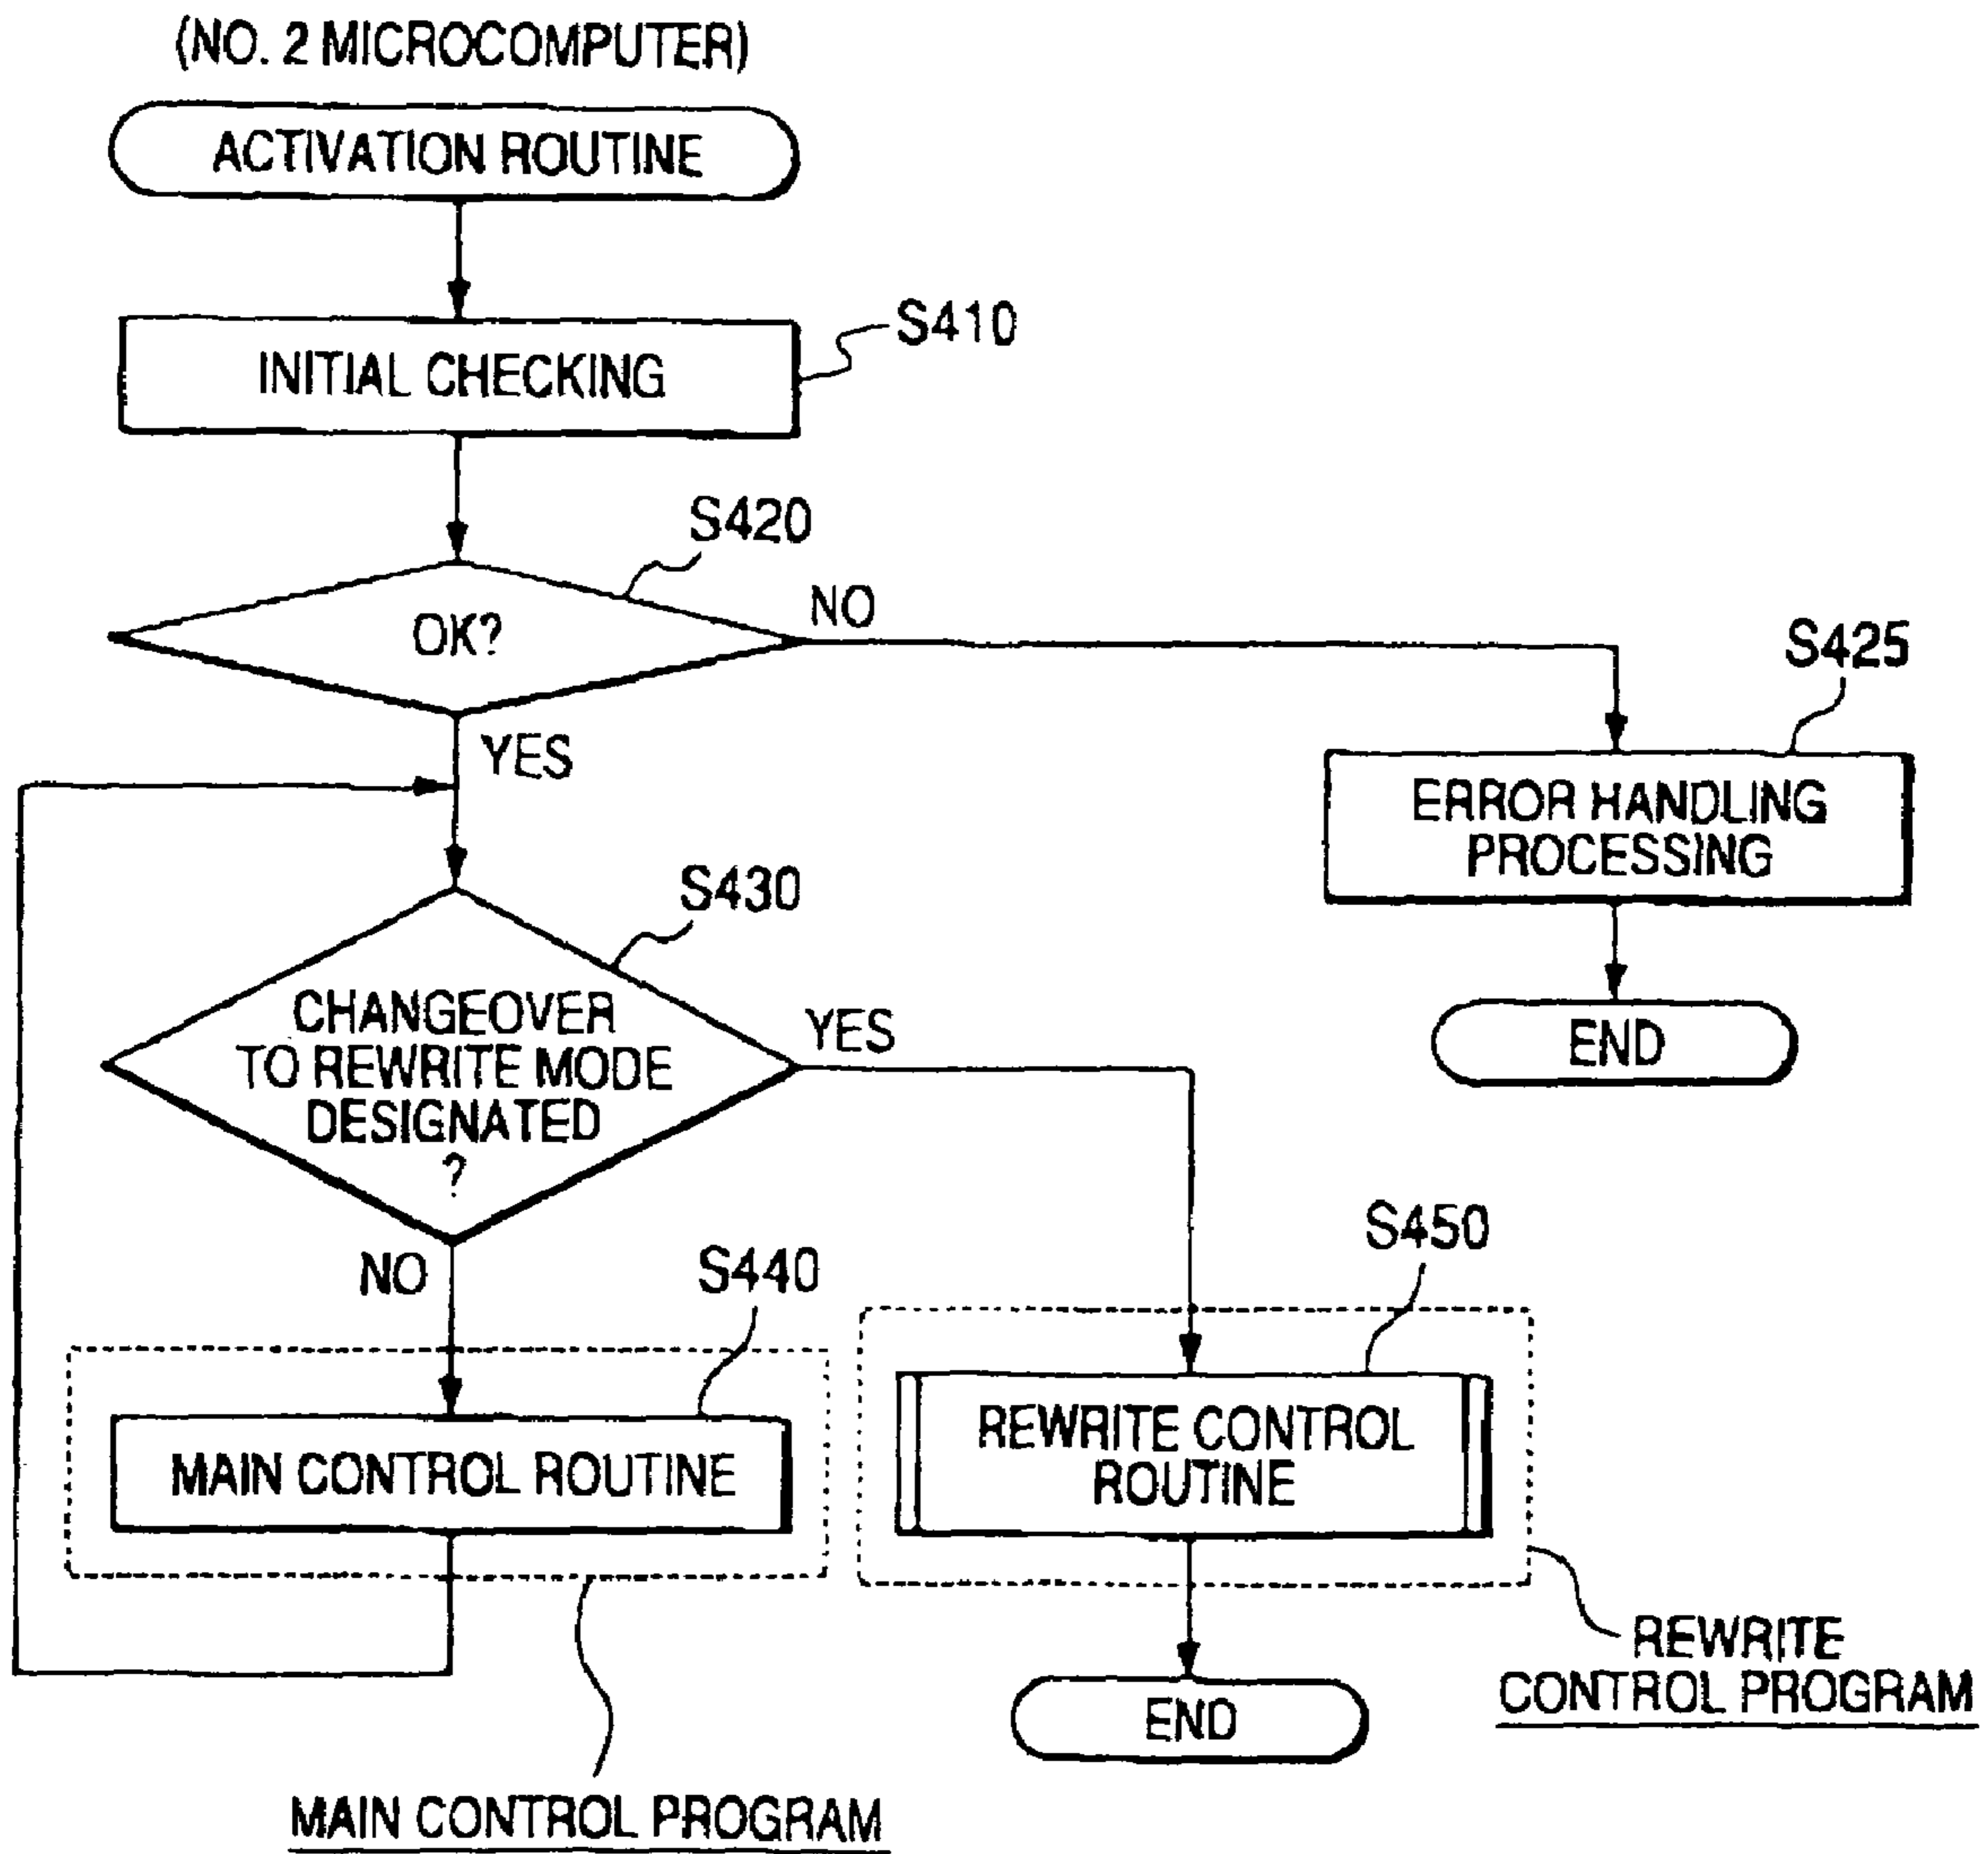 (NO. 2 MICROCOMPUTER)
ACTIVATION ROUTINE
S410
INITIAL CHECKING
S420
OK?
NO
YES
S425
ERROR HANDLING
PROCESSING
END
S430
CHANGEOVER
TO REWRITE MODE
DESIGNATED
?
YES
NO
S440
MAIN CONTROL ROUTINE
S450
REWRITE CONTROL
ROUTINE
END
REWRITE
CONTROL PROGRAM
MAIN CONTROL PROGRAM